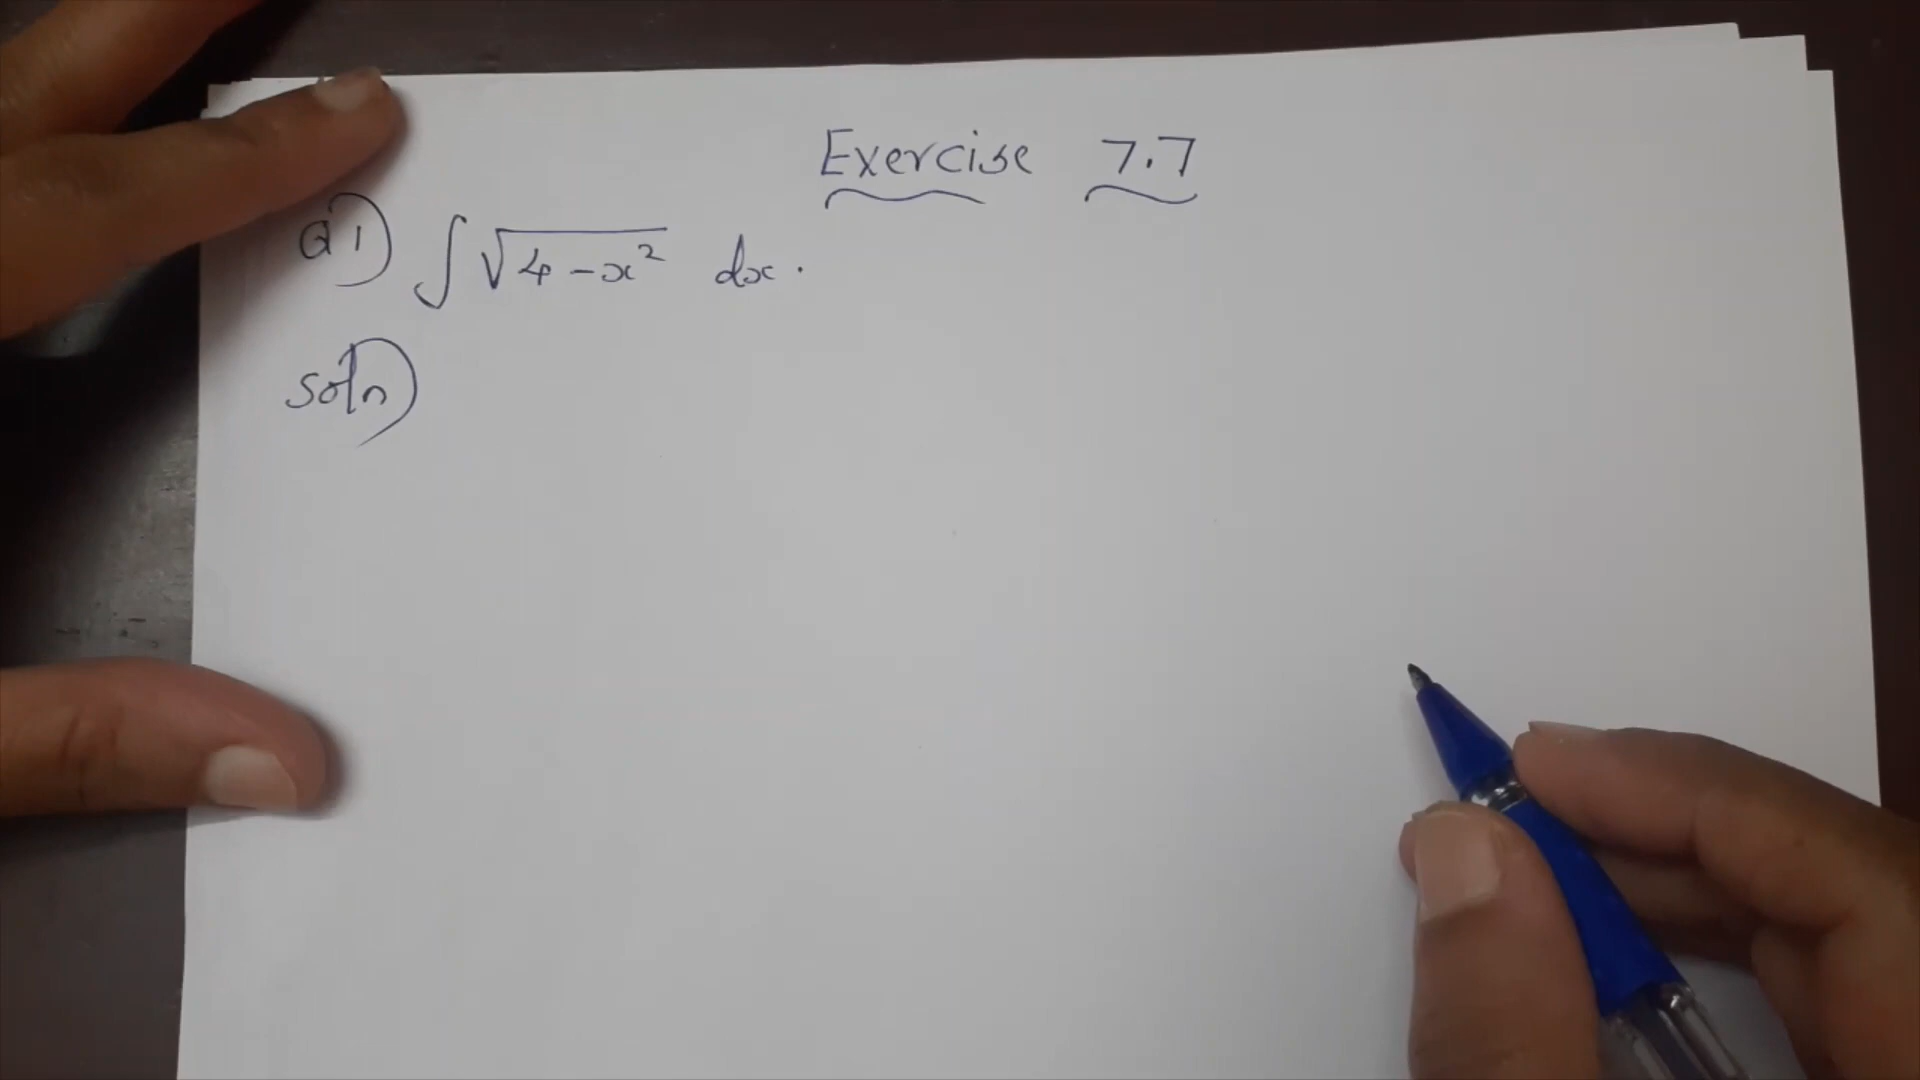 Exercise 7.7
Q1) ∫ √4-x² dx.
Soln)